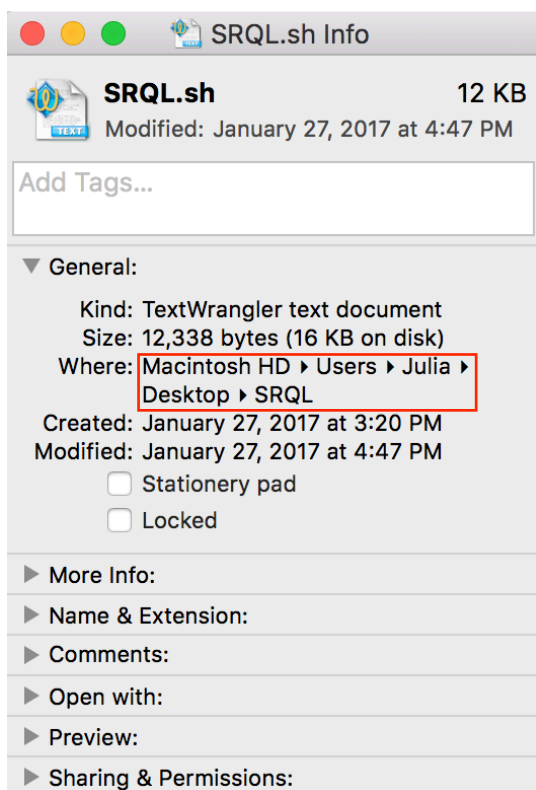 SRQL.sh Info
SRQL.sh 12 KB
Modified: January 27, 2017 at 4:47 PM
TEXT
Add Tags...
▼ General:
Kind: TextWrangler text document
Size: 12,338 bytes (16 KB on disk)
Where: Macintosh HD ▸ Users ▸ Julia ▸
Desktop ▸ SRQL
Created: January 27, 2017 at 3:20 PM
Modified: January 27, 2017 at 4:47 PM
Stationery pad
Locked
▶ More Info:
▶ Name & Extension:
▶ Comments:
▶ Open with:
▶ Preview:
▶ Sharing & Permissions: